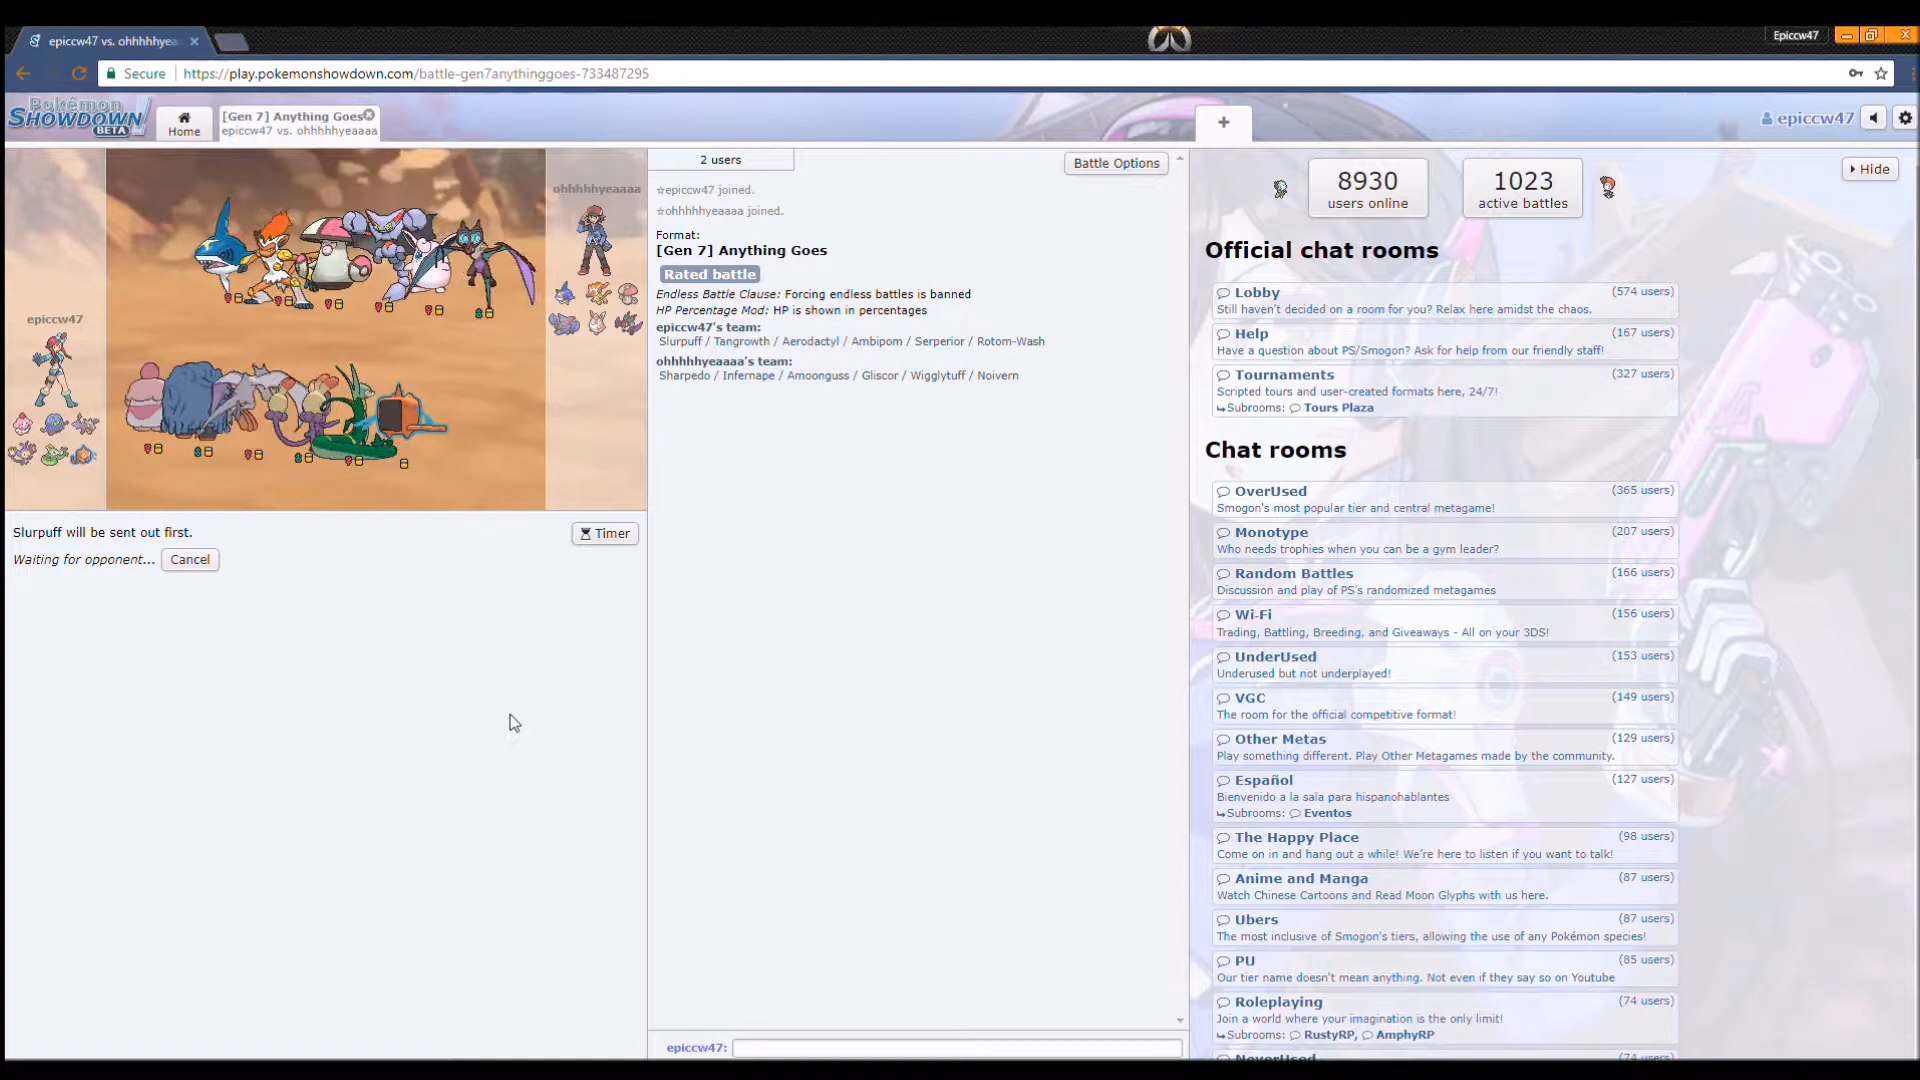 epiccw47 vs. ohhhhhyea
Epiccw47
Secure
https://play.pokemonshowdown.com/battle-gen7anythinggoes-733487295
Pokémon
SHOWDOWN
BETA
Home
[Gen 7] Anything Goes
epiccw47 vs. ohhhhhyeaaaa
+
epiccw47
ohhhhhyeaaaa
epiccw47
Slurpuff will be sent out first.
Timer
Waiting for opponent...
Cancel
2 users
Battle Options
☆epiccw47 joined.
☆ohhhhhyeaaaa joined.
Format:
[Gen 7] Anything Goes
Rated battle
Endless Battle Clause: Forcing endless battles is banned
HP Percentage Mod: HP is shown in percentages
epiccw47's team:
Slurpuff / Tangrowth / Aerodactyl / Ambipom / Serperior / Rotom-Wash
ohhhhhyeaaaa's team:
Sharpedo / Infernape / Amoonguss / Gliscor / Wigglytuff / Noivern
epiccw47:
8930
users online
1023
active battles
Hide
Official chat rooms
Lobby (574 users)
Still haven't decided on a room for you? Relax here amidst the chaos.
Help (167 users)
Have a question about PS/Smogon? Ask for help from our friendly staff!
Tournaments (327 users)
Scripted tours and user-created formats here, 24/7!
Subrooms: Tours Plaza
Chat rooms
OverUsed (365 users)
Smogon's most popular tier and central metagame!
Monotype (207 users)
Who needs trophies when you can be a gym leader?
Random Battles (166 users)
Discussion and play of PS's randomized metagames
Wi-Fi (156 users)
Trading, Battling, Breeding, and Giveaways - All on your 3DS!
UnderUsed (153 users)
Underused but not underplayed!
VGC (149 users)
The room for the official competitive format!
Other Metas (129 users)
Play something different. Play Other Metagames made by the community.
Español (127 users)
Bienvenido a la sala para hispanohablantes
Subrooms: Eventos
The Happy Place (98 users)
Come on in and hang out a while! We're here to listen if you want to talk!
Anime and Manga (87 users)
Watch Chinese Cartoons and Read Moon Glyphs with us here.
Ubers (87 users)
The most inclusive of Smogon's tiers, allowing the use of any Pokémon species!
PU (85 users)
Our tier name doesn't mean anything. Not even if they say so on Youtube
Roleplaying (74 users)
Join a world where your imagination is the only limit!
Subrooms: RustyRP, AmphyRP
NeverUsed (74 users)